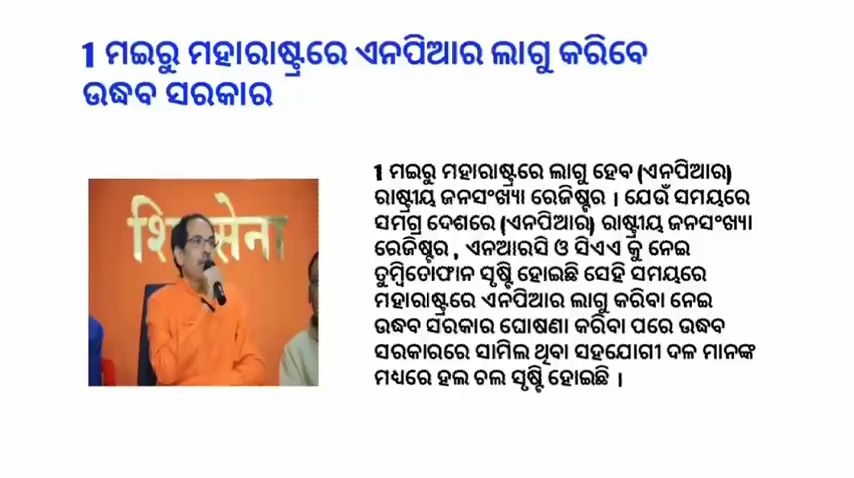 1 ମଇରୁ ମହାରାଷ୍ଟ୍ରରେ ଏନପିଆର ଲାଗୁ କରିବେ
ଉଦ୍ଧବ ସରକାର
शिवसेना
1 ମଇରୁ ମହାରାଷ୍ଟ୍ରରେ ଲାଗୁ ହେବ (ଏନପିଆର)
ରାଷ୍ଟ୍ରୀୟ ଜନସଂଖ୍ୟା ରେଜିଷ୍ଟର । ଯେଉଁ ସମୟରେ
ସମଗ୍ର ଦେଶରେ (ଏନପିଆର) ରାଷ୍ଟ୍ରୀୟ ଜନସଂଖ୍ୟା
ରେଜିଷ୍ଟର , ଏନଆରସି ଓ ସିଏଏ କୁ ନେଇ
ତୁମ୍ବିତୋଫାନ ସୃଷ୍ଟି ହୋଇଛି ସେହି ସମୟରେ
ମହାରାଷ୍ଟ୍ରରେ ଏନପିଆର ଲାଗୁ କରିବା ନେଇ
ଉଦ୍ଧବ ସରକାର ଘୋଷଣା କରିବା ପରେ ଉଦ୍ଧବ
ସରକାରରେ ସାମିଲ ଥିବା ସହଯୋଗୀ ଦଳ ମାନଙ୍କ
ମଧ୍ୟରେ ହଲ ଚଲ ସୃଷ୍ଟି ହୋଇଛି ।